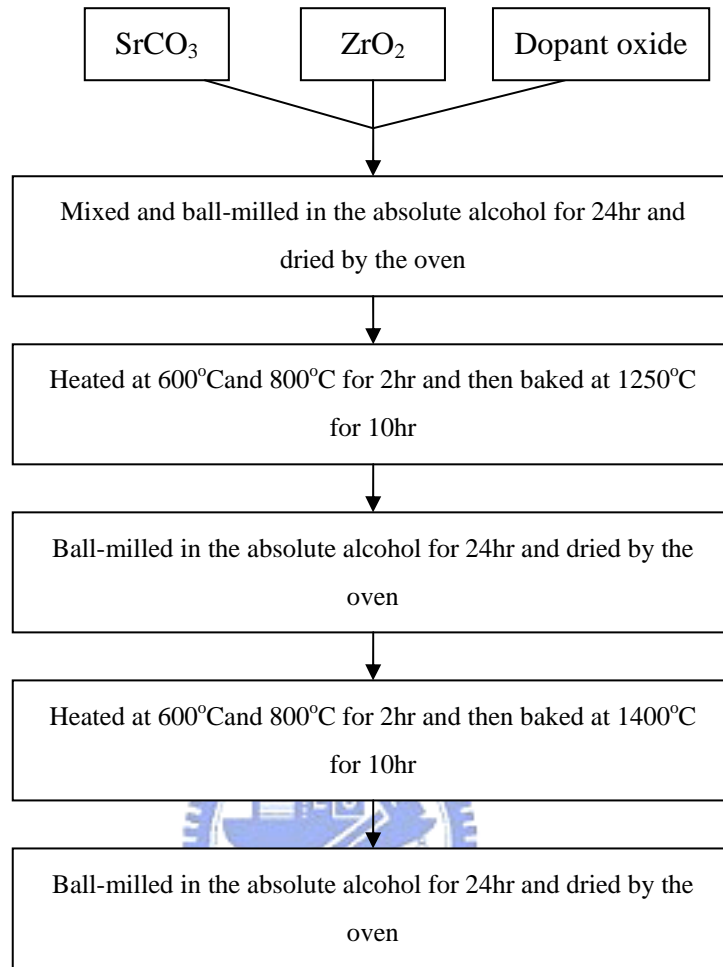 SrCO₃
ZrO₂
Dopant oxide
Mixed and ball-milled in the absolute alcohol for 24hr and
dried by the oven
Heated at 600°Cand 800°C for 2hr and then baked at 1250°C
for 10hr
Ball-milled in the absolute alcohol for 24hr and dried by the
oven
Heated at 600°Cand 800°C for 2hr and then baked at 1400°C
for 10hr
Ball-milled in the absolute alcohol for 24hr and dried by the
oven